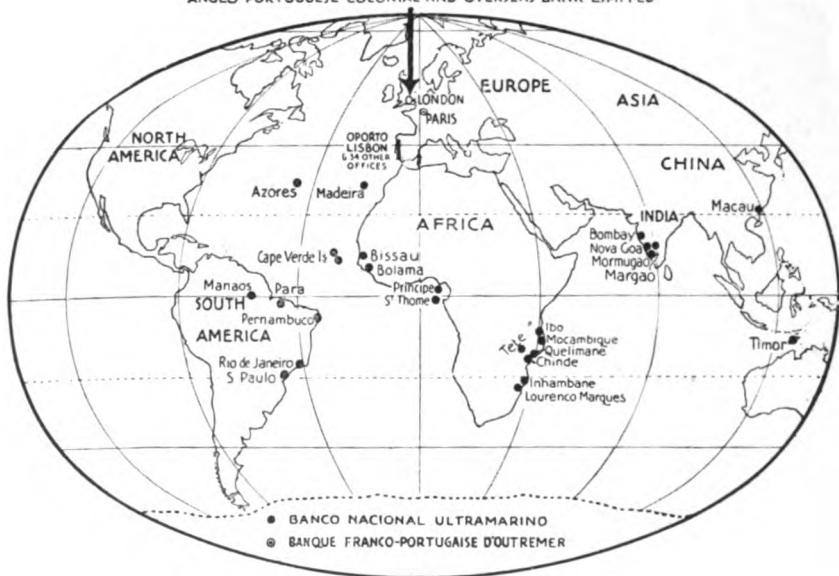 ANGLO-PORTUGUESE COLONIAL AND OVERSEAS BANK LIMITED
EUROPE
ASIA
LONDON
PARIS
NORTH
AMERICA
OPORTO
LISBON
& 34 OTHER
OFFICES
CHINA
Azores
Madeira
AFRICA
INDIA
Macau
Bombay
Nova Goa
Mormugao
Margao
Cape Verde Is
Bissau
Bolama
Manaos
Para
SOUTH
Principe
St Thome
Pernambuco
AMERICA
Ibo
Mocambique
Tete
Quelimane
Chinde
Timor
Rio de Janeiro
S Paulo
Inhambane
Lourenco Marques
BANCO NACIONAL ULTRAMARINO
BANQUE FRANCO-PORTUGAISE D'OUTREMER